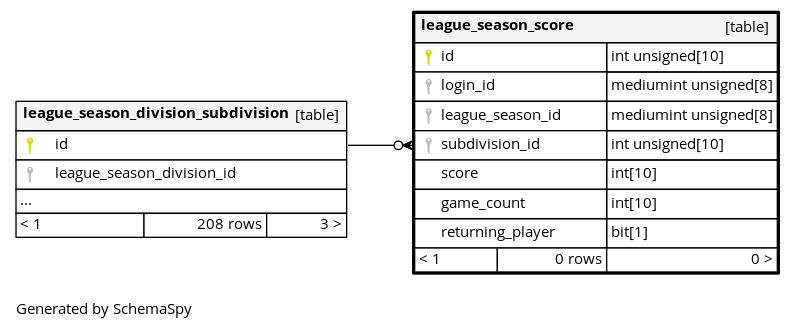 league_season_division_subdivision [table]
id
league_season_division_id
...
< 1 208 rows 3 >
league_season_score [table]
id int unsigned[10]
login_id mediumint unsigned[8]
league_season_id mediumint unsigned[8]
subdivision_id int unsigned[10]
score int[10]
game_count int[10]
returning_player bit[1]
< 1 0 rows 0 >
Generated by SchemaSpy